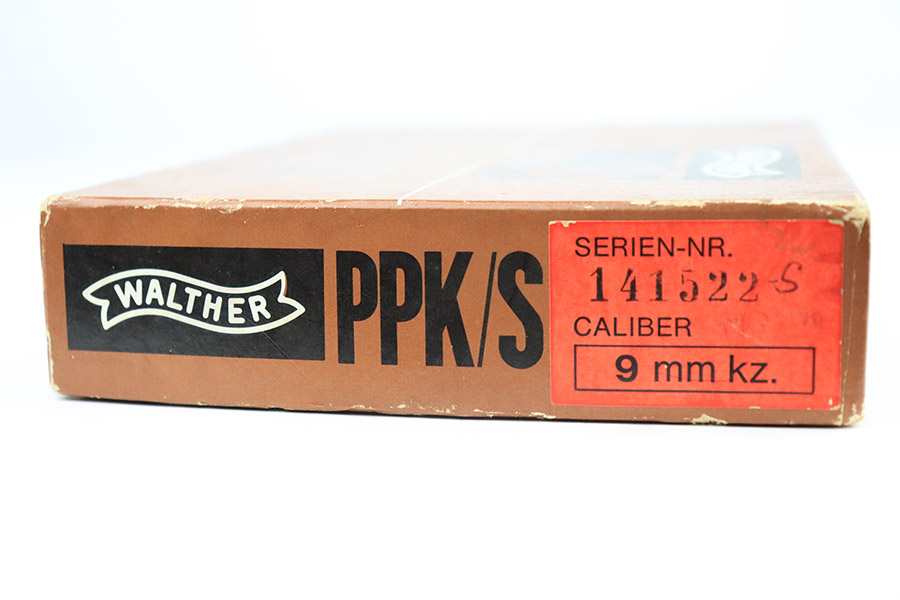 WALTHER
PPK/S
SERIEN-NR.
141522-S
CALIBER
9 mm kz.